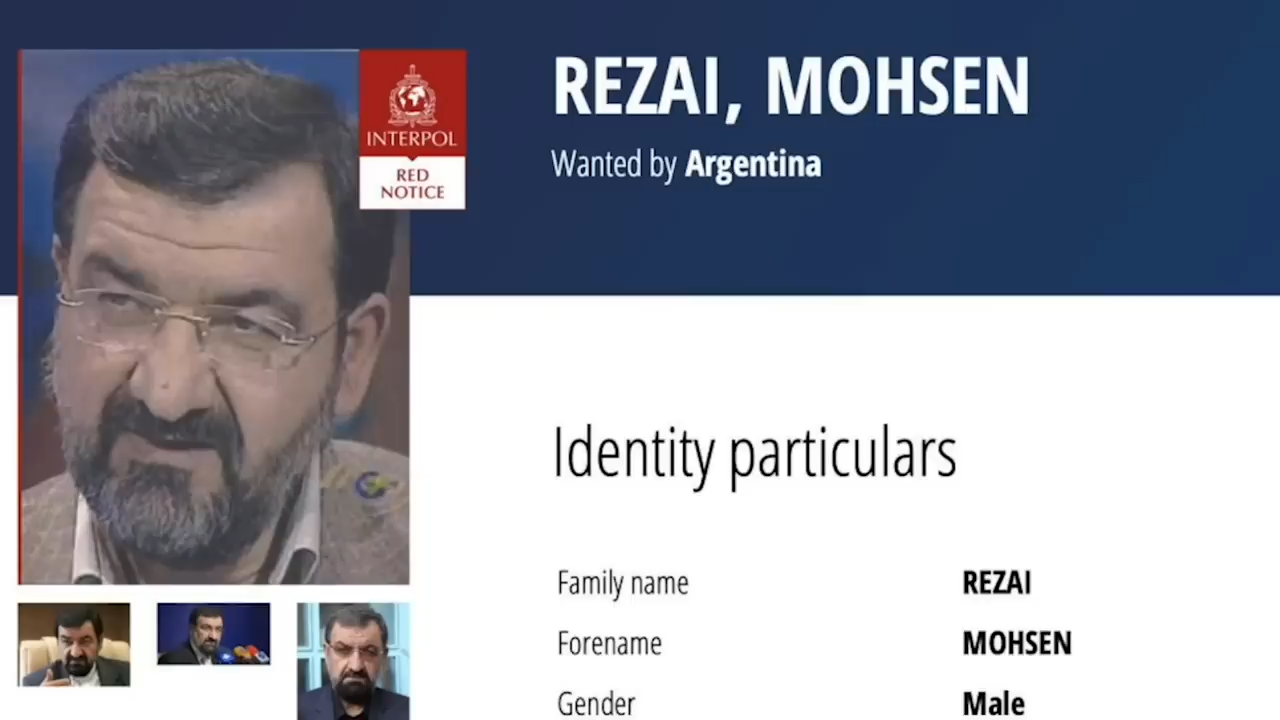 INTERPOL
RED
NOTICE
REZAI, MOHSEN
Wanted by Argentina
Identity particulars
Family name REZAI
Forename MOHSEN
Gender Male